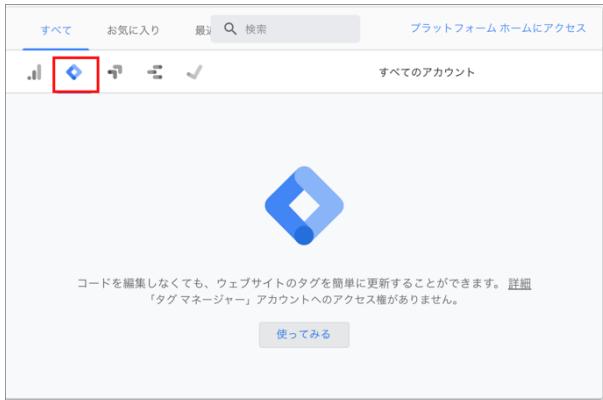 すべて
お気に入り
最近
検索
プラットフォーム ホームにアクセス
すべてのアカウント
コードを編集しなくても、ウェブサイトのタグを簡単に更新することができます。 詳細
「タグ マネージャー」アカウントへのアクセス権がありません。
使ってみる